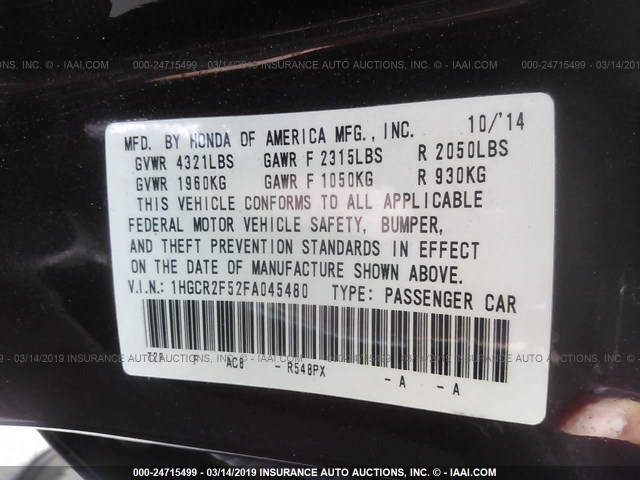 00-24715499 - 03/14/2019 INSURANCE AUTO AUCTIONS, INC. © - IAAI.COM
MFD. BY HONDA OF AMERICA MFG., INC. 10/'14
GVWR 4321LBS GAWR F 2315LBS R 2050LBS
GVWR 1960KG GAWR F 1050KG R 930KG
THIS VEHICLE CONFORMS TO ALL APPLICABLE
FEDERAL MOTOR VEHICLE SAFETY, BUMPER,
AND THEFT PREVENTION STANDARDS IN EFFECT
ON THE DATE OF MANUFACTURE SHOWN ABOVE.
V.I.N.: 1HGCR2F52FA045480 TYPE: PASSENGER CAR
F AC8 - R548PX - A - A
000-24715499 - 03/14/2019 - INSURANCE AUTO AUCTIONS, INC. © - IAAI.COM